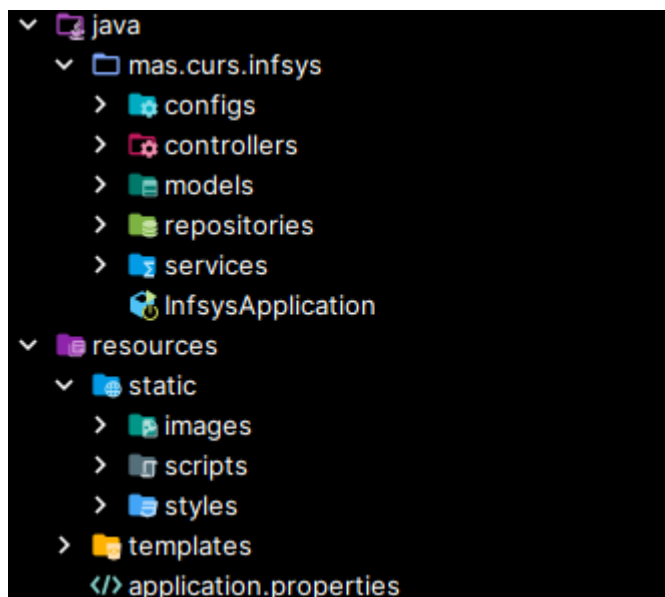 java
mas.curs.infsys
configs
controllers
models
repositories
services
InfsysApplication
resources
static
images
scripts
styles
templates
application.properties